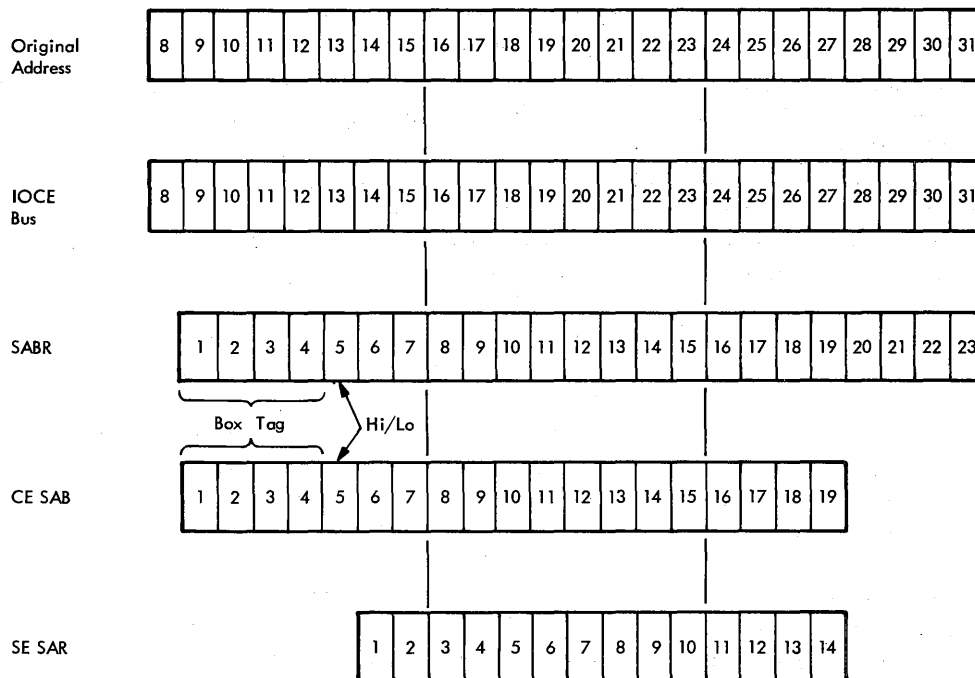 Original
Address
8 9 10 11 12 13 14 15 16 17 18 19 20 21 22 23 24 25 26 27 28 29 30 31
IOCE
Bus
8 9 10 11 12 13 14 15 16 17 18 19 20 21 22 23 24 25 26 27 28 29 30 31
SABR
1 2 3 4 5 6 7 8 9 10 11 12 13 14 15 16 17 18 19 20 21 22 23
Box Tag
Hi/Lo
CE SAB
1 2 3 4 5 6 7 8 9 10 11 12 13 14 15 16 17 18 19
SE SAR
1 2 3 4 5 6 7 8 9 10 11 12 13 14